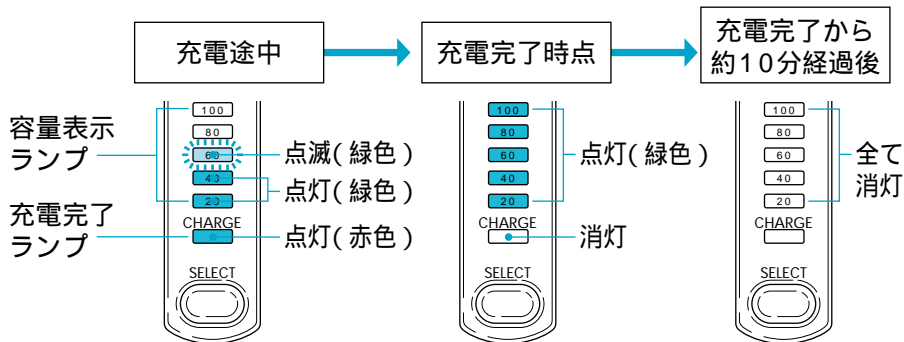 充電途中
充電完了時点
充電完了から
約10分経過後
容量表示
ランプ
充電完了
ランプ
100
80
60
40
20
CHARGE
SELECT
点滅(緑色)
点灯(緑色)
点灯(赤色)
100
80
60
40
20
CHARGE
SELECT
点灯(緑色)
消灯
100
80
60
40
20
CHARGE
SELECT
全て
消灯